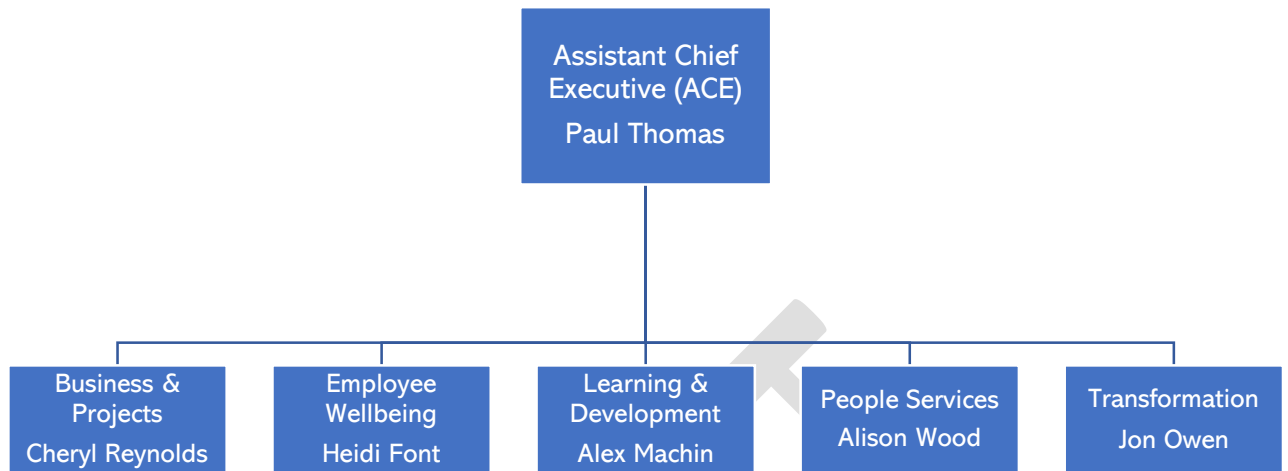 Assistant Chief
Executive (ACE)
Paul Thomas
Business &
Projects
Cheryl Reynolds
Employee
Wellbeing
Heidi Font
Learning &
Development
Alex Machin
People Services
Alison Wood
Transformation
Jon Owen